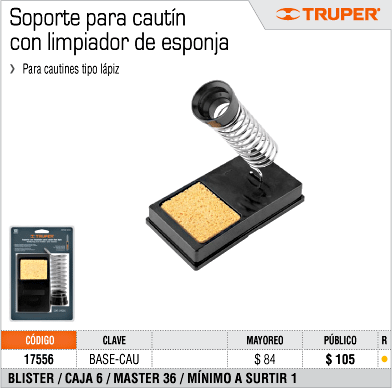 Soporte para cautín
con limpiador de esponja
TRUPER®
❯ Para cautines tipo lápiz
TRUPER
CÓDIGO CLAVE MAYOREO PÚBLICO R
17556 BASE-CAU $ 84 $ 105 ●
BLISTER / CAJA 6 / MASTER 36 / MÍNIMO A SURTIR 1